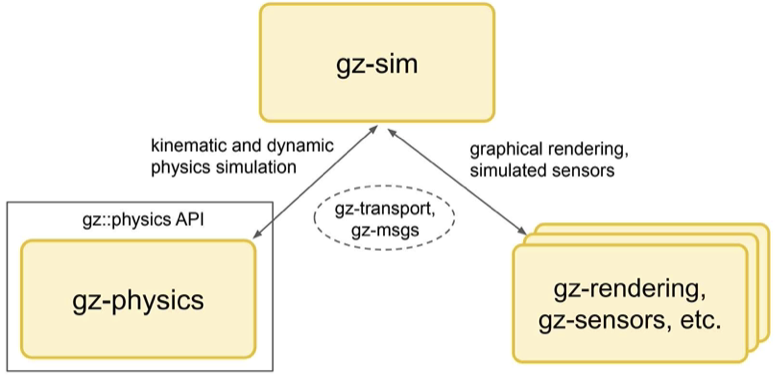 gz-sim
kinematic and dynamic
physics simulation
graphical rendering,
simulated sensors
gz-transport,
gz-msgs
gz::physics API
gz-physics
gz-rendering,
gz-sensors, etc.